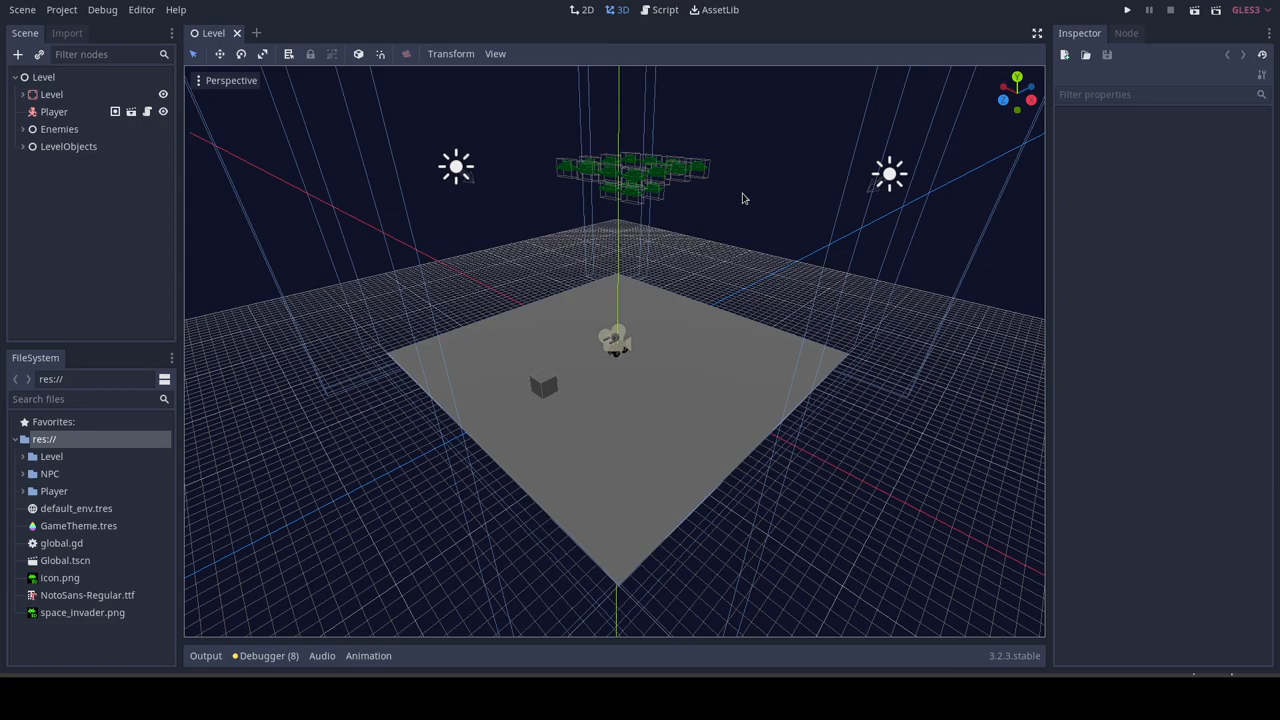 Scene Project Debug Editor Help
2D 3D Script AssetLib
GLES3
Scene Import
Level
Inspector Node
Filter nodes
Transform View
Perspective
Y
Z
X
Filter properties
Level
Level
Player
Enemies
LevelObjects
FileSystem
res://
Search files
Favorites:
res://
Level
NPC
Player
default_env.tres
GameTheme.tres
global.gd
Global.tscn
icon.png
NotoSans-Regular.ttf
space_invader.png
Output Debugger (8) Audio Animation
3.2.3.stable